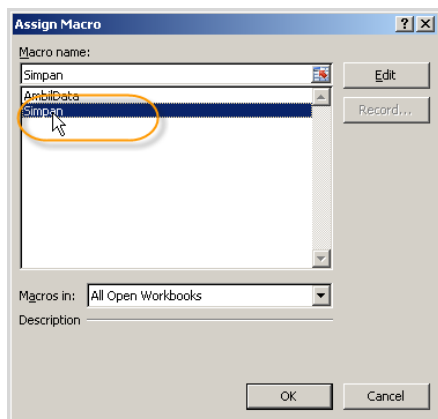 Assign Macro
Macro name:
Simpan
Edit
AmbilData
Simpan
Record...
Macros in: All Open Workbooks
Description
OK Cancel